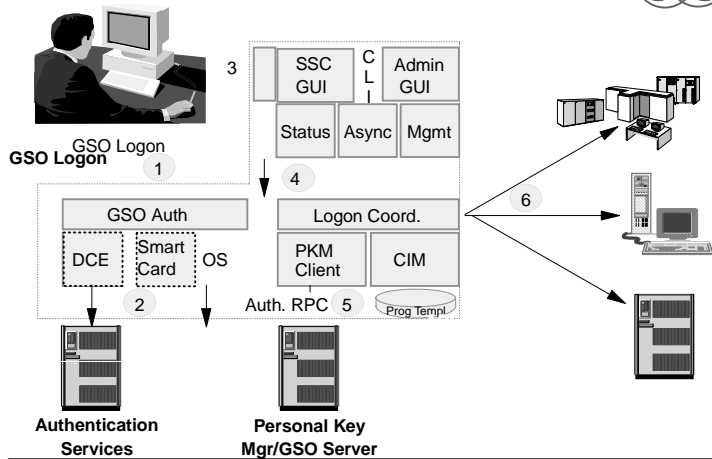 3
SSC
GUI
C
L
I
Admin
GUI
Status
Async
Mgmt
GSO Logon
GSO Logon
1
4
6
GSO Auth
Logon Coord.
DCE
Smart
Card
OS
PKM
Client
CIM
2
Auth. RPC
5
Prog Templ
Authentication
Services
Personal Key
Mgr/GSO Server